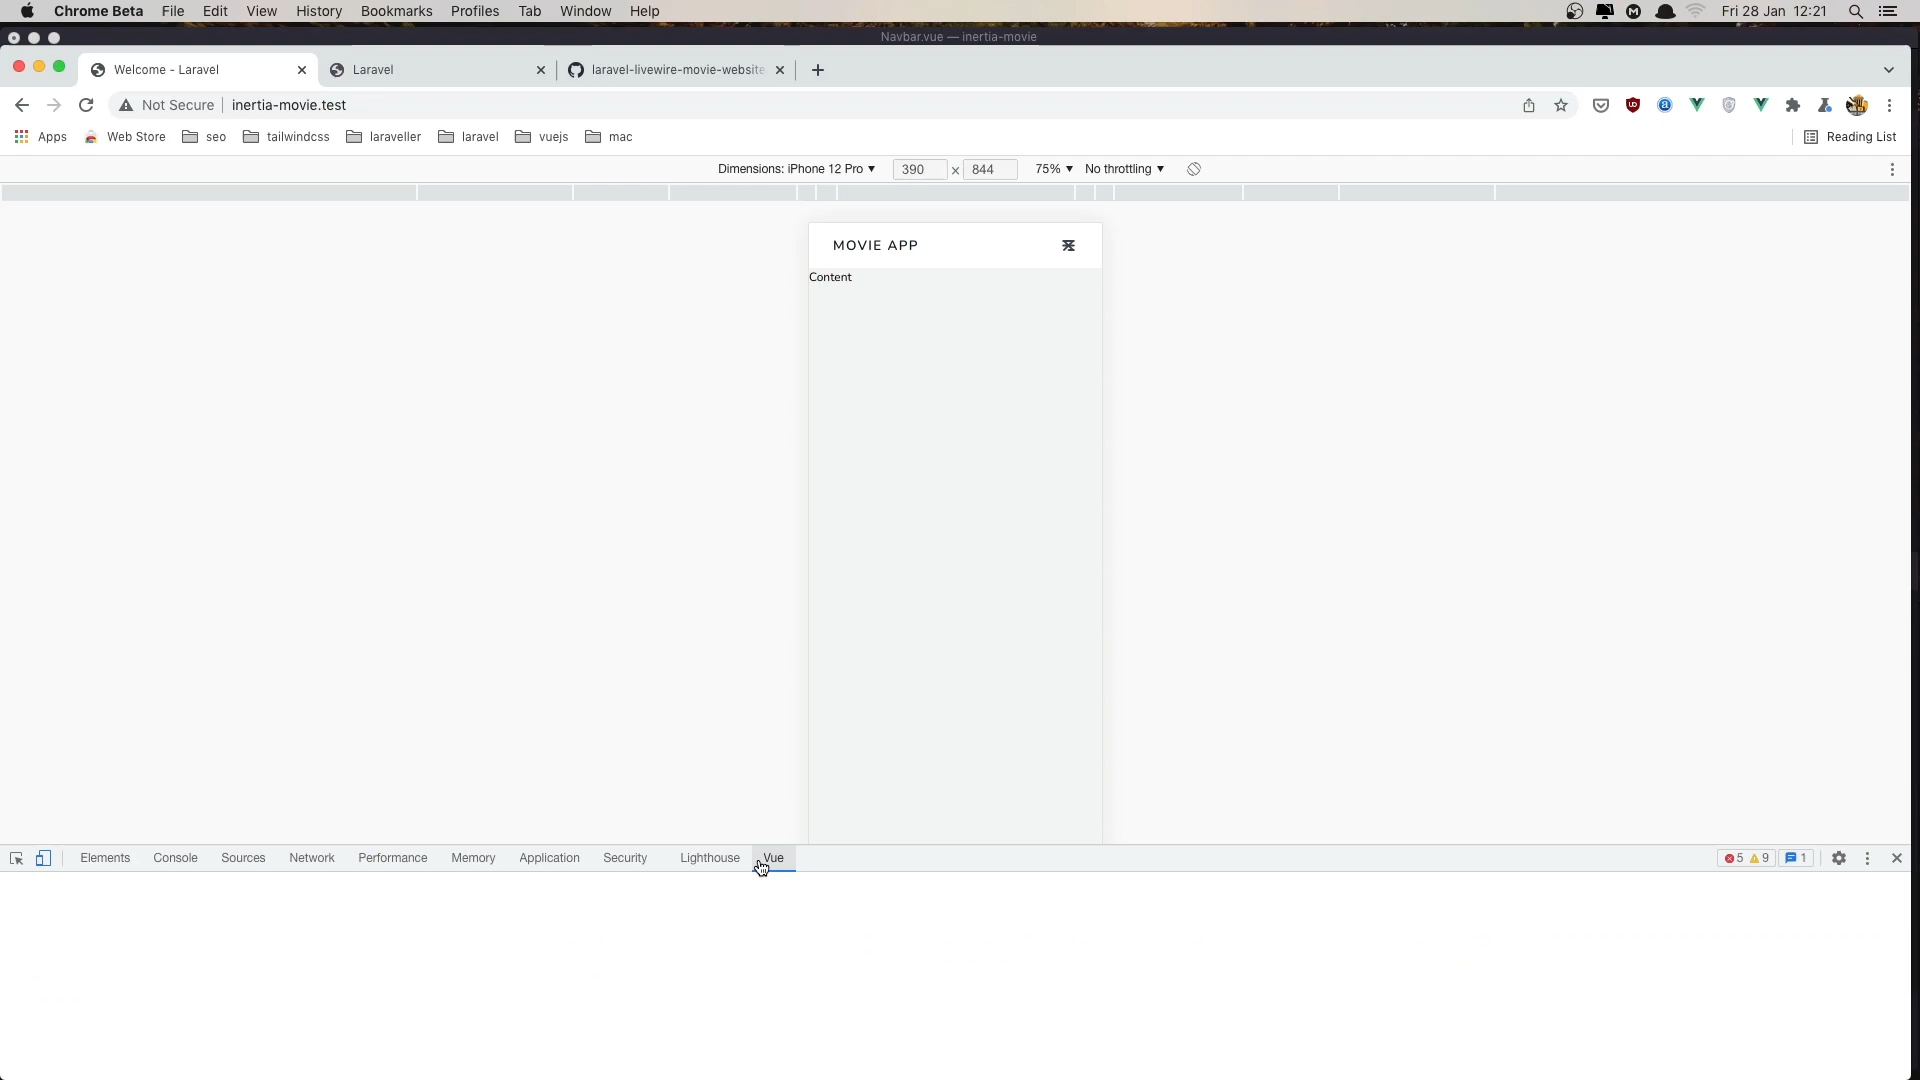 Chrome Beta File Edit View History Bookmarks Profiles Tab Window Help Fri 28 Jan 12:21
Navbar.vue — inertia-movie
Welcome - Laravel Laravel laravel-livewire-movie-website
Not Secure inertia-movie.test
Apps Web Store seo tailwindcss laraveller laravel vuejs mac Reading List
Dimensions: iPhone 12 Pro 390 × 844 75% No throttling
MOVIE APP
Content
Elements Console Sources Network Performance Memory Application Security Lighthouse Vue 5 9 1